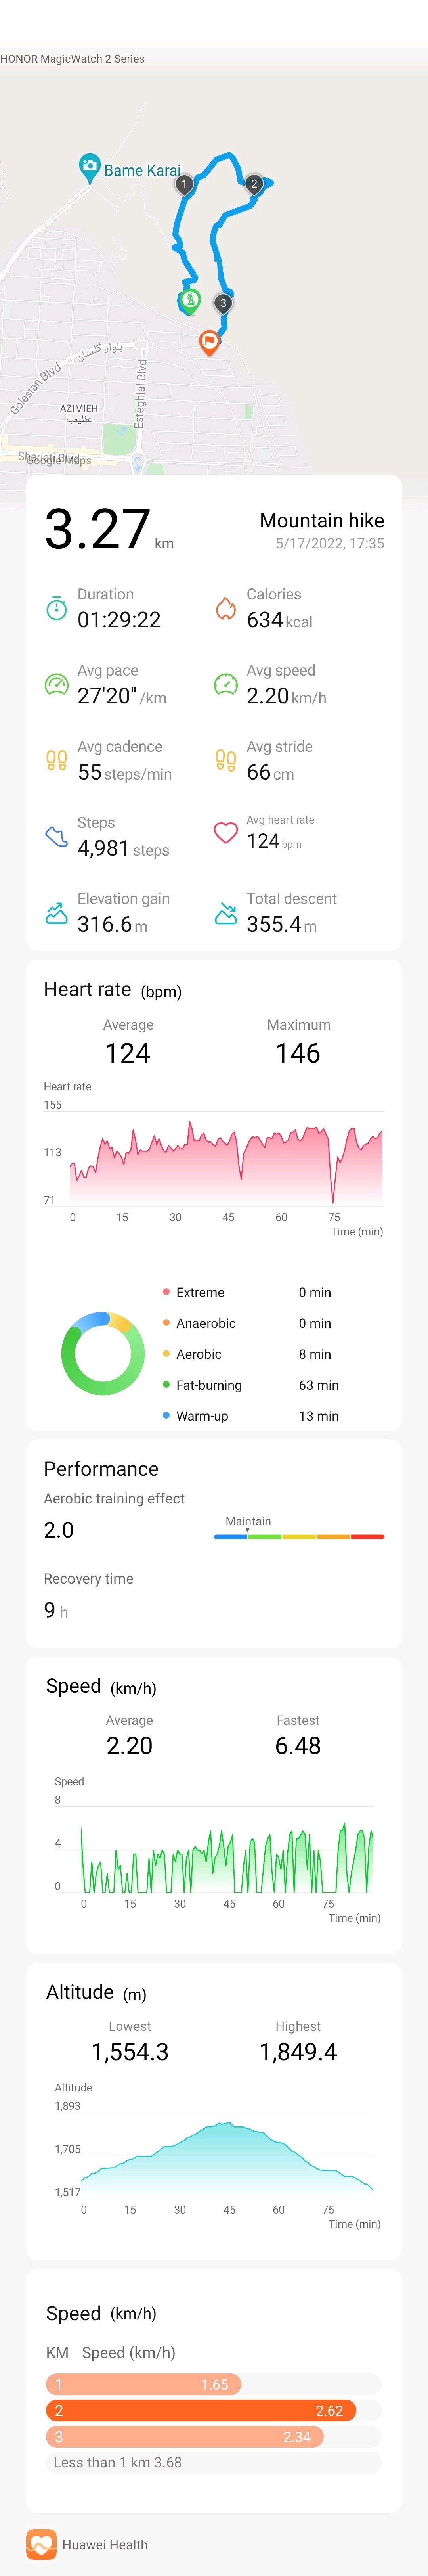 HONOR MagicWatch 2 Series
Bame Karaj
1
2
3
بلوار گلستان
Golestan Blvd
Esteghlal Blvd
AZIMIEH
عظیمیه
Shariati Blvd
Google Maps
3.27 km
Mountain hike
5/17/2022, 17:35
Duration
Calories
01:29:22
634 kcal
Avg pace
Avg speed
27'20" /km
2.20 km/h
Avg cadence
Avg stride
55 steps/min
66 cm
Steps
Avg heart rate
4,981 steps
124 bpm
Elevation gain
Total descent
316.6 m
355.4 m
Heart rate (bpm)
Average
Maximum
124
146
Heart rate
155
113
71
0 15 30 45 60 75
Time (min)
Extreme 0 min
Anaerobic 0 min
Aerobic 8 min
Fat-burning 63 min
Warm-up 13 min
Performance
Aerobic training effect
2.0
Maintain
Recovery time
9 h
Speed (km/h)
Average
Fastest
2.20
6.48
Speed
8
4
0
0 15 30 45 60 75
Time (min)
Altitude (m)
Lowest
Highest
1,554.3
1,849.4
Altitude
1,893
1,705
1,517
0 15 30 45 60 75
Time (min)
Speed (km/h)
KM Speed (km/h)
1 1.65
2 2.62
3 2.34
Less than 1 km 3.68
Huawei Health